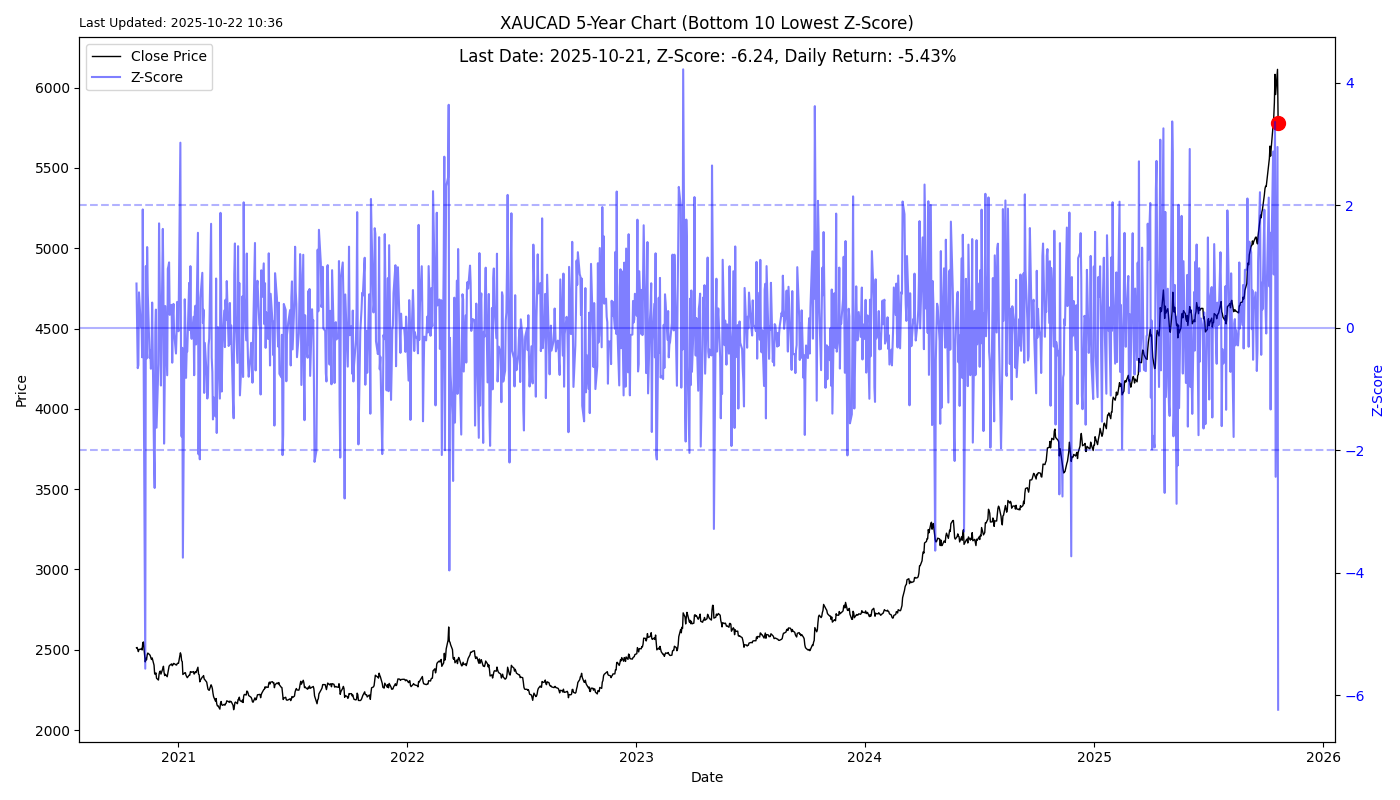 Last Updated: 2025-10-22 10:36
XAUCAD 5-Year Chart (Bottom 10 Lowest Z-Score)
Last Date: 2025-10-21, Z-Score: -6.24, Daily Return: -5.43%
Close Price
Z-Score
6000
5500
5000
4500
4000
3500
3000
2500
2000
Price
4
2
0
−2
−4
−6
Z-Score
2021
2022
2023
2024
2025
2026
Date